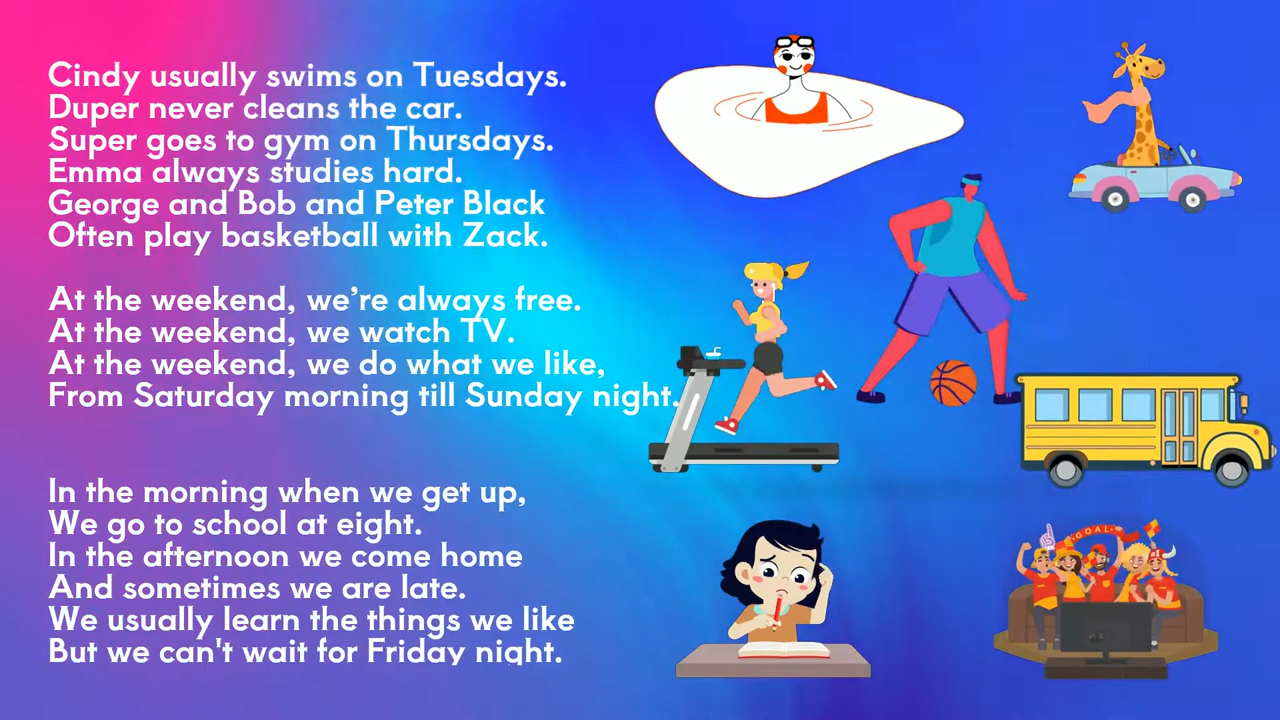 Cindy usually swims on Tuesdays.
Duper never cleans the car.
Super goes to gym on Thursdays.
Emma always studies hard.
George and Bob and Peter Black
Often play basketball with Zack.
At the weekend, we’re always free.
At the weekend, we watch TV.
At the weekend, we do what we like,
From Saturday morning till Sunday night.
In the morning when we get up,
We go to school at eight.
In the afternoon we come home
And sometimes we are late.
We usually learn the things we like
But we can't wait for Friday night.
GOAL